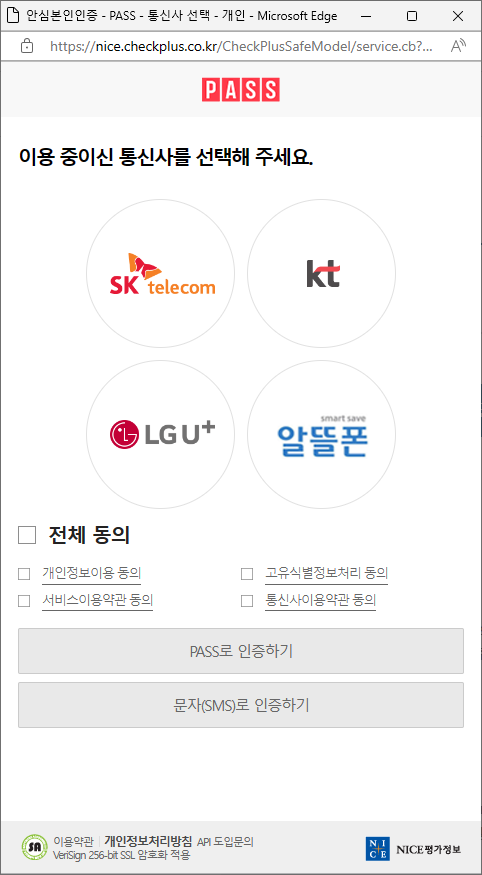 안심본인인증 - PASS - 통신사 선택 - 개인 - Microsoft Edge
https://nice.checkplus.co.kr/CheckPlusSafeModel/service.cb?...
PASS
이용 중이신 통신사를 선택해 주세요.
SK telecom
kt
LG U+
smart save
알뜰폰
전체 동의
개인정보이용 동의
고유식별정보처리 동의
서비스이용약관 동의
통신사이용약관 동의
PASS로 인증하기
문자(SMS)로 인증하기
이용약관 | 개인정보처리방침 API 도입문의
VeriSign 256-bit SSL 암호화 적용
SA
NICE NICE평가정보